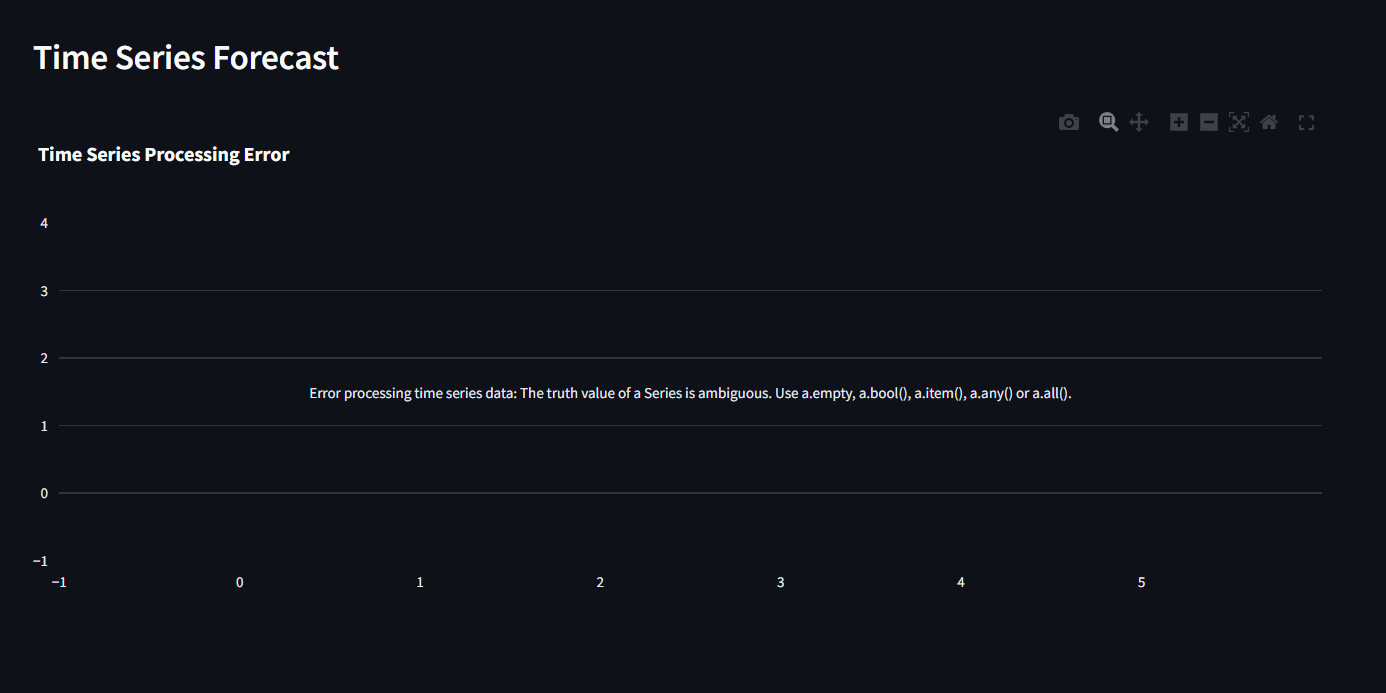 Time Series Forecast
Time Series Processing Error
4
3
2
Error processing time series data: The truth value of a Series is ambiguous. Use a.empty, a.bool(), a.item(), a.any() or a.all().
1
0
−1
−1 0 1 2 3 4 5